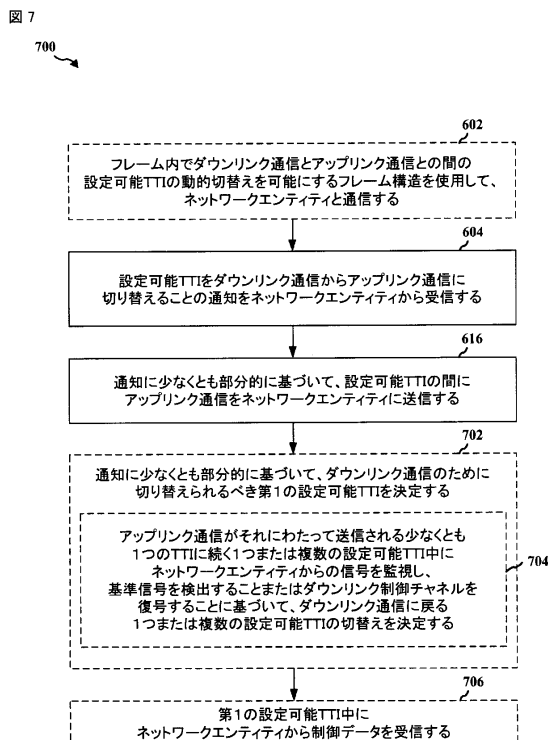 図 7
700
602
フレーム内でダウンリンク通信とアップリンク通信との間の
設定可能TTIの動的切替えを可能にするフレーム構造を使用して、
ネットワークエンティティと通信する
604
設定可能TTIをダウンリンク通信からアップリンク通信に
切り替えることの通知をネットワークエンティティから受信する
616
通知に少なくとも部分的に基づいて、設定可能TTIの間に
アップリンク通信をネットワークエンティティに送信する
702
通知に少なくとも部分的に基づいて、ダウンリンク通信のために
切り替えられるべき第1の設定可能TTIを決定する
アップリンク通信がそれにわたって送信される少なくとも
1つのTTIに続く1つまたは複数の設定可能TTI中に
ネットワークエンティティからの信号を監視し、
基準信号を検出することまたはダウンリンク制御チャネルを
復号することに基づいて、ダウンリンク通信に戻る
1つまたは複数の設定可能TTIの切替えを決定する
704
706
第1の設定可能TTI中に
ネットワークエンティティから制御データを受信する